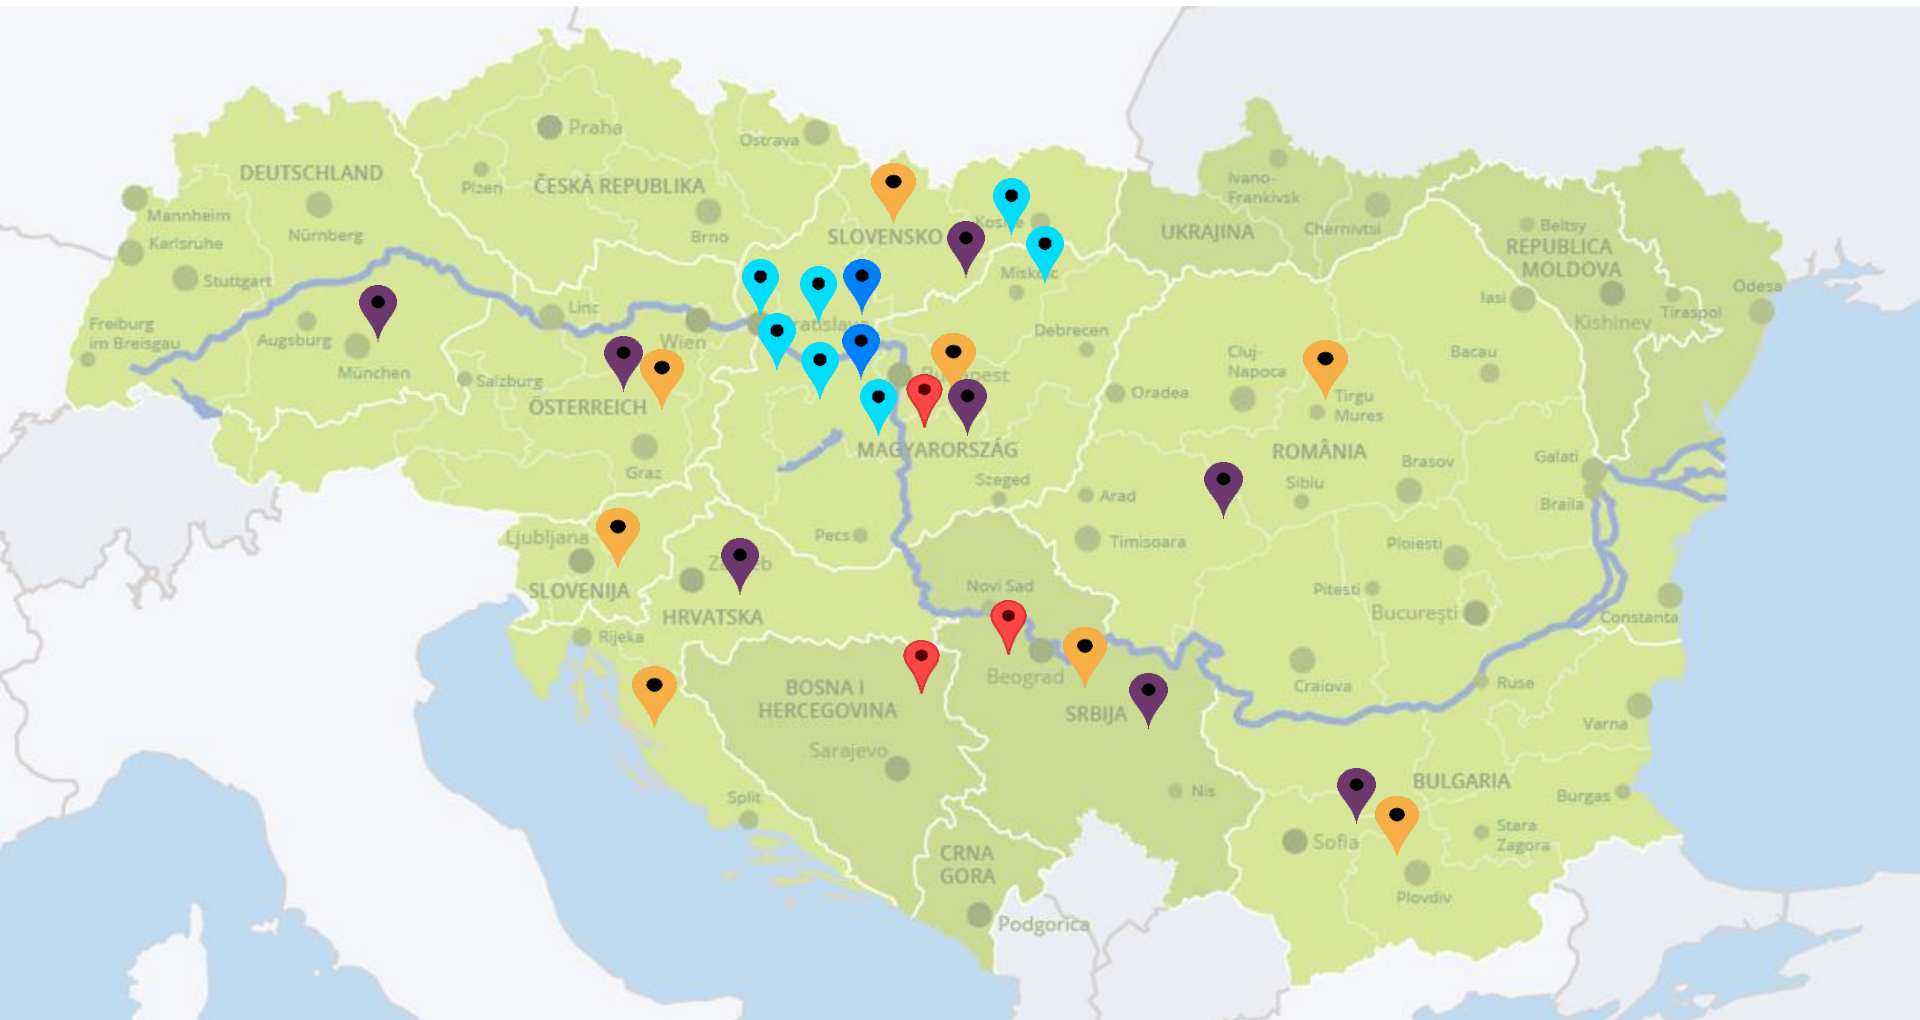 Praha
Ostrava
DEUTSCHLAND
Plzen
ČESKÁ REPUBLIKA
Ivano-
Frankivsk
Mannheim
Nürnberg
Karlsruhe
Brno
SLOVENSKO
UKRAJINA
Chernivtsi
Beltsy
REPUBLICA
MOLDOVA
Stuttgart
Linz
Iasi
Odesa
Tiraspol
Kishinev
Freiburg
im Breisgau
Augsburg
Wien
Debrecen
München
Salzburg
Cluj-
Napoca
Bacau
Oradea
Tirgu
Mures
ÖSTERREICH
MAGYARORSZÁG
ROMÂNIA
Graz
Szeged
Brasov
Galati
Arad
Sibiu
Braila
Ljubljana
Pecs
Timisoara
Ploiesti
SLOVENIJA
Novi Sad
Pitesti
Bucureşti
HRVATSKA
Constanta
Rijeka
Beograd
Craiova
Ruse
BOSNA I
HERCEGOVINA
SRBIJA
Varna
Sarajevo
BULGARIA
Split
Nis
Burgas
Sofia
Stara
Zagora
CRNA
GORA
Plovdiv
Podgorica